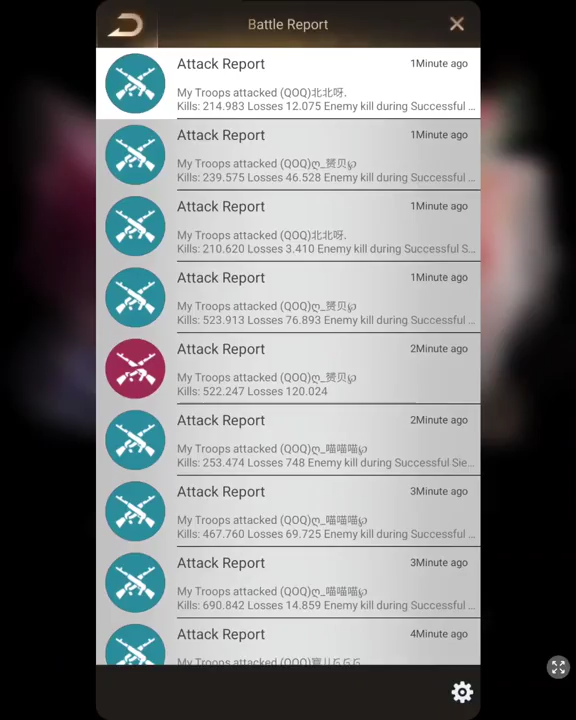 Battle Report
Attack Report
1Minute ago
My Troops attacked (QOQ)北北呀.
Kills: 214.983 Losses 12.075 Enemy kill during Successful ...
Attack Report
1Minute ago
My Troops attacked (QOQ)ღ_赟贝℘
Kills: 239.575 Losses 46.528 Enemy kill during Successful ...
Attack Report
1Minute ago
My Troops attacked (QOQ)北北呀.
Kills: 210.620 Losses 3.410 Enemy kill during Successful S...
Attack Report
1Minute ago
My Troops attacked (QOQ)ღ_赟贝℘
Kills: 523.913 Losses 76.893 Enemy kill during Successful ...
Attack Report
2Minute ago
My Troops attacked (QOQ)ღ_赟贝℘
Kills: 522.247 Losses 120.024
Attack Report
2Minute ago
My Troops attacked (QOQ)ღ_喵喵喵℘
Kills: 253.474 Losses 748 Enemy kill during Successful Sie...
Attack Report
3Minute ago
My Troops attacked (QOQ)ღ_喵喵喵℘
Kills: 467.760 Losses 69.725 Enemy kill during Successful ...
Attack Report
3Minute ago
My Troops attacked (QOQ)ღ_喵喵喵℘
Kills: 690.842 Losses 14.859 Enemy kill during Successful ...
Attack Report
4Minute ago
My Troops attacked